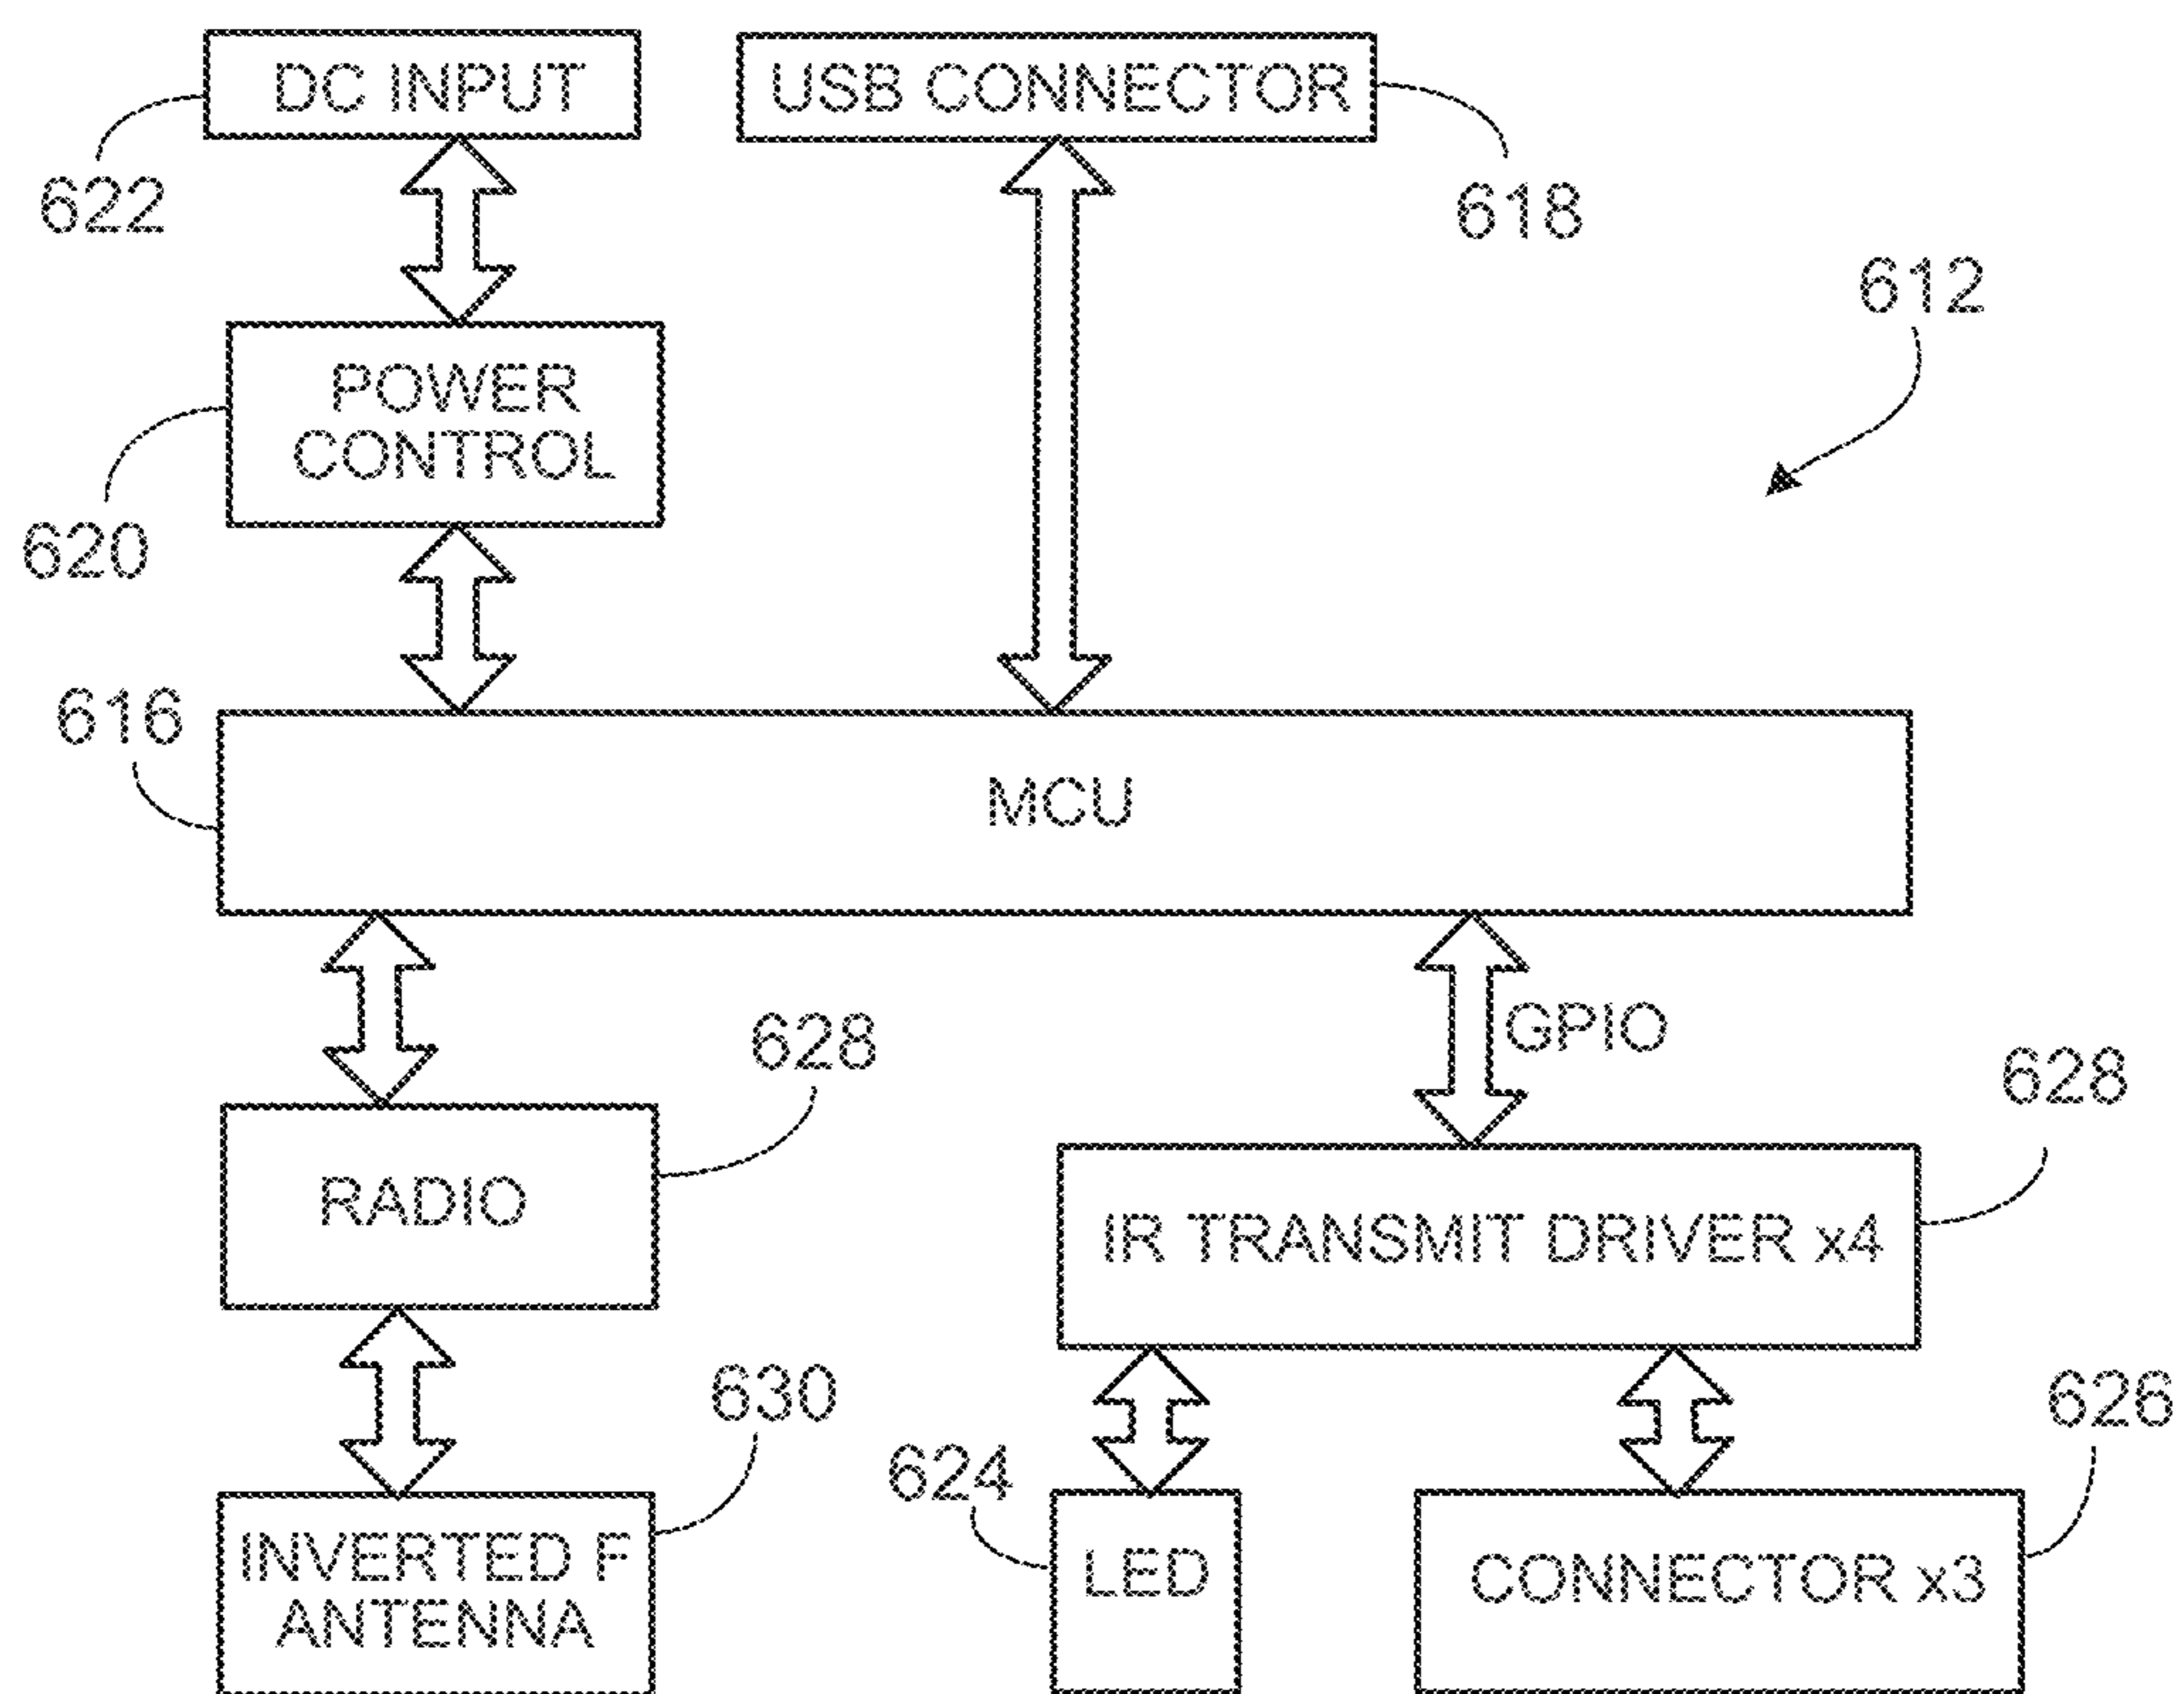 DC INPUT
USB CONNECTOR
622
618
612
POWER
CONTROL
620
616
MCU
GPIO
628
628
RADIO
IR TRANSMIT DRIVER x4
630
626
624
INVERTED F
ANTENNA
LED
CONNECTOR x3